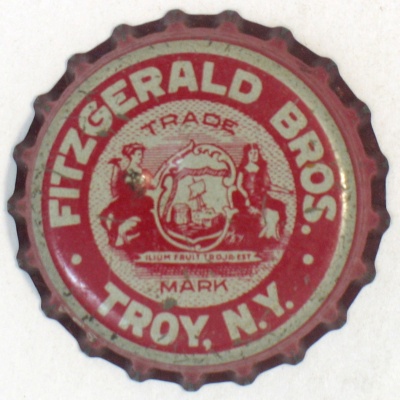 FITZGERALD BROS.
TRADE
ILIUM FUIT TROJA EST
MARK
TROY, N.Y.